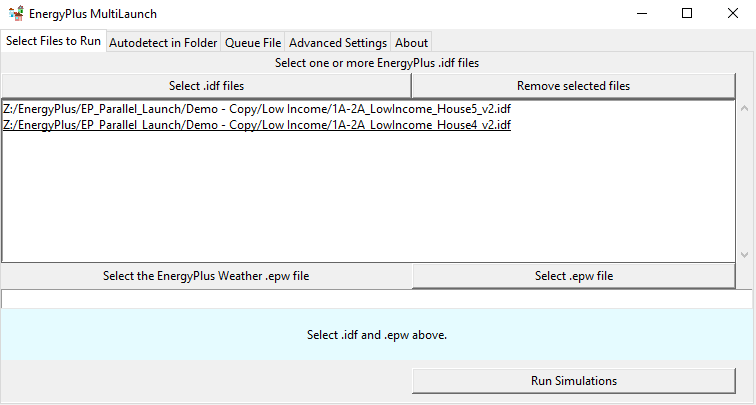 EnergyPlus MultiLaunch
Select Files to Run Autodetect in Folder Queue File Advanced Settings About
Select one or more EnergyPlus .idf files
Select .idf files Remove selected files
Z:/EnergyPlus/EP_Parallel_Launch/Demo - Copy/Low Income/1A-2A_LowIncome_House5_v2.idf
Z:/EnergyPlus/EP_Parallel_Launch/Demo - Copy/Low Income/1A-2A_LowIncome_House4_v2.idf
Select the EnergyPlus Weather .epw file Select .epw file
Select .idf and .epw above.
Run Simulations